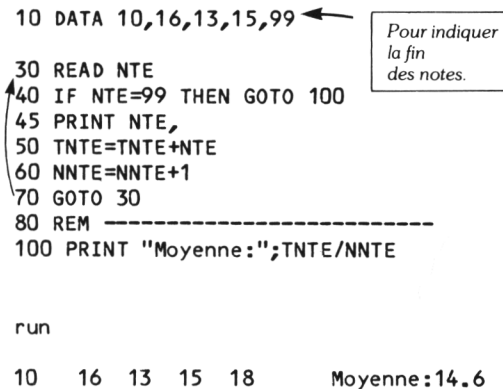 10 DATA 10,16,13,15,99
Pour indiquer
la fin
des notes.
30 READ NTE
40 IF NTE=99 THEN GOTO 100
45 PRINT NTE,
50 TNTE=TNTE+NTE
60 NNTE=NNTE+1
70 GOTO 30
80 REM ---------------------------
100 PRINT "Moyenne:";TNTE/NNTE
run
10 16 13 15 18 Moyenne:14.6